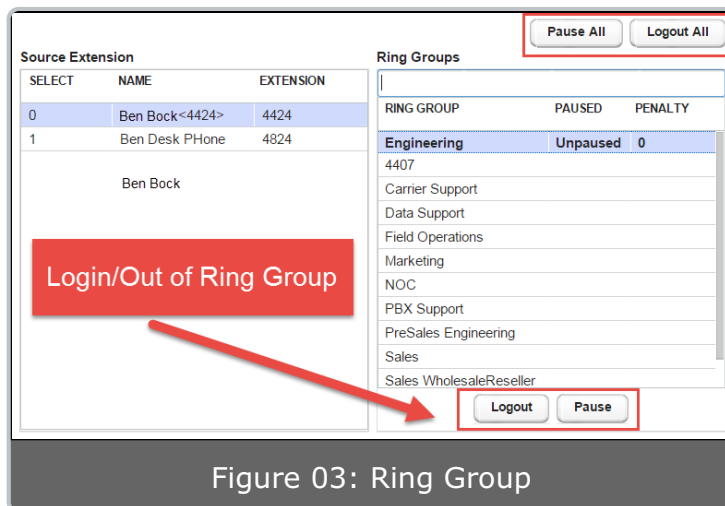 Pause All Logout All
Source Extension Ring Groups
SELECT NAME EXTENSION
0 Ben Bock<4424> 4424
1 Ben Desk PHone 4824
Ben Bock
RING GROUP PAUSED PENALTY
Engineering Unpaused 0
4407
Carrier Support
Data Support
Field Operations
Marketing
NOC
PBX Support
PreSales Engineering
Sales
Sales WholesaleReseller
Login/Out of Ring Group
Logout Pause
Figure 03: Ring Group